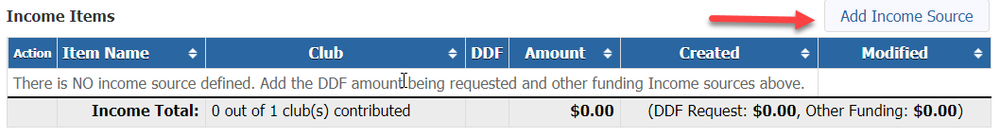 Income Items
Add Income Source
Action Item Name Club DDF Amount Created Modified
There is NO income source defined. Add the DDF amount being requested and other funding Income sources above.
Income Total: 0 out of 1 club(s) contributed $0.00 (DDF Request: $0.00, Other Funding: $0.00)